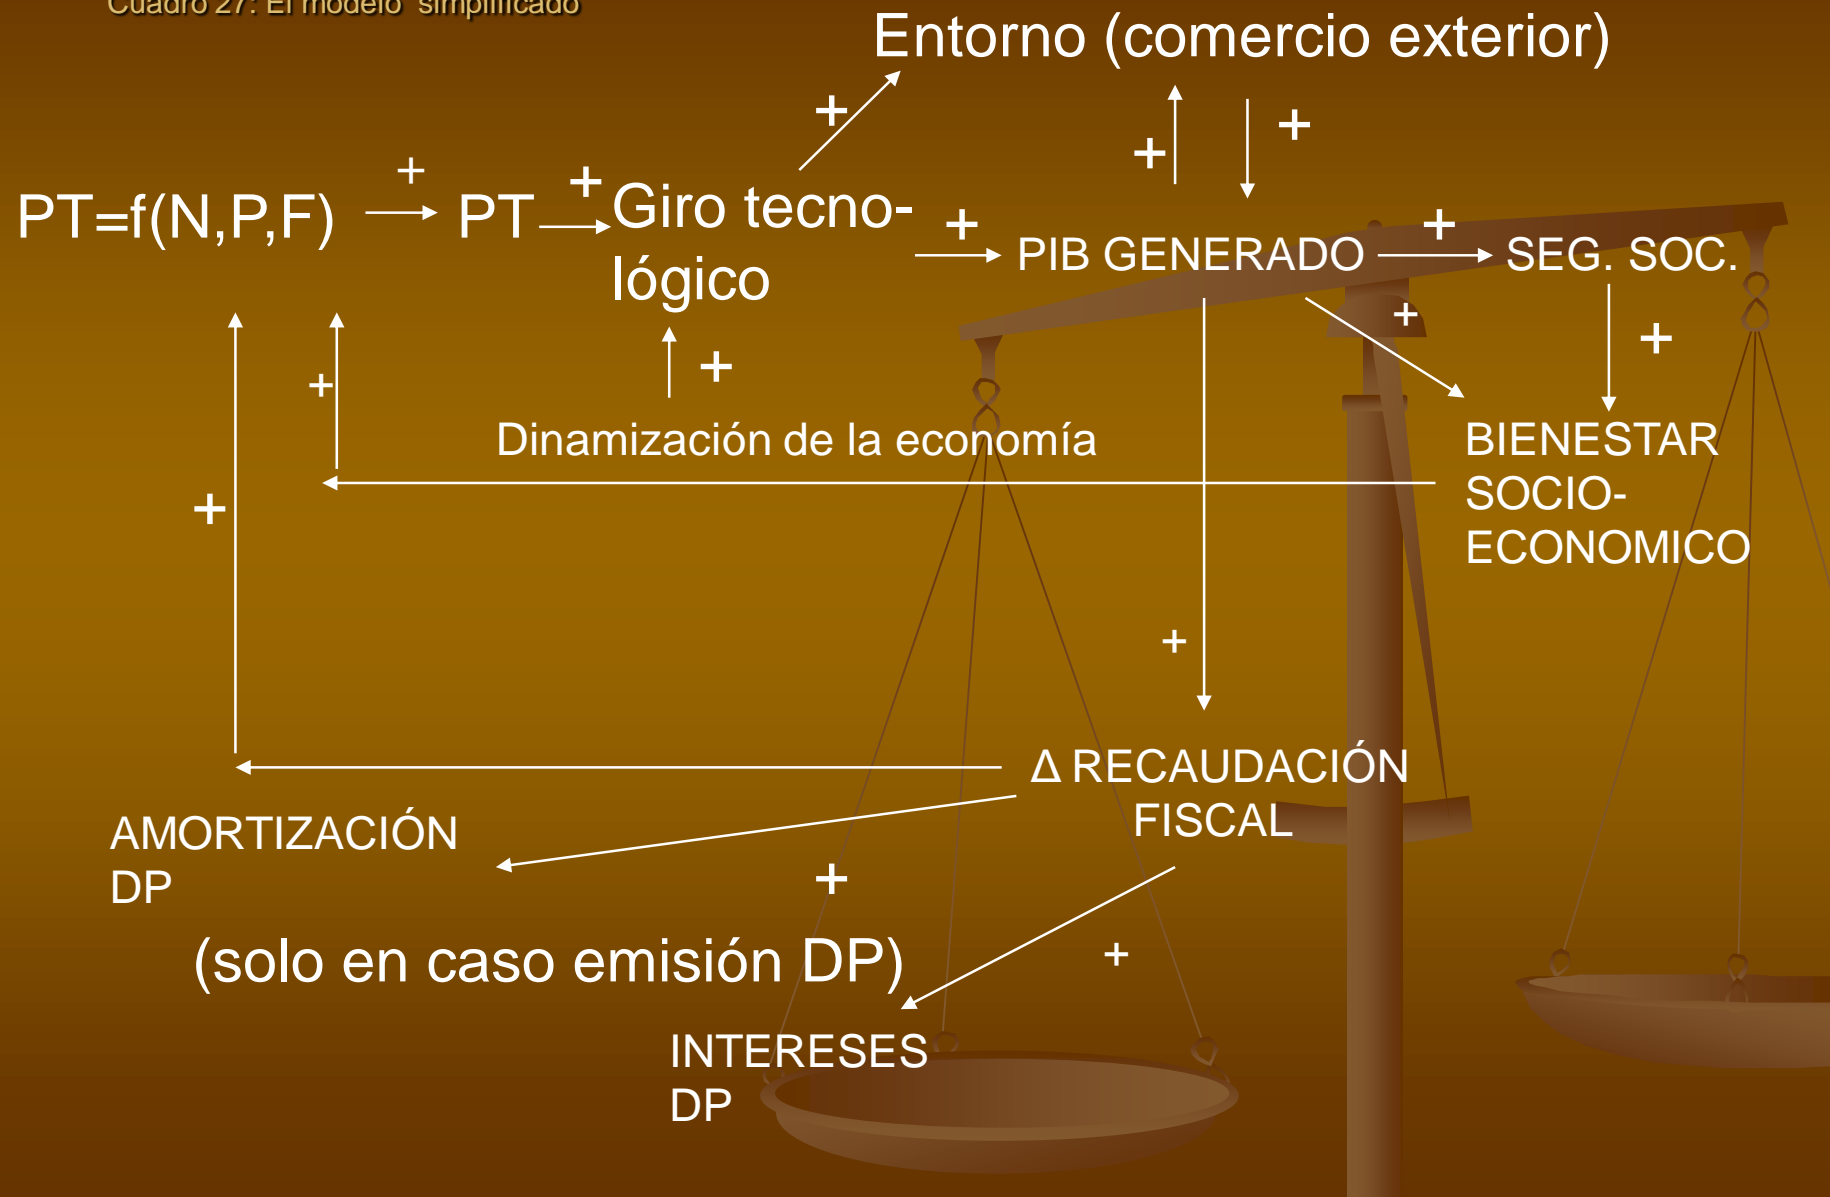 Cuadro 27: El modelo simplificado
Entorno (comercio exterior)
+
+
+
+
+
+
+
PT=f(N,P,F)
PT
Giro tecno-
lógico
PIB GENERADO
SEG. SOC.
+
+
+
+
Dinamización de la economía
BIENESTAR
SOCIO-
ECONOMICO
+
+
Δ RECAUDACIÓN
FISCAL
AMORTIZACIÓN
DP
+
(solo en caso emisión DP)
+
INTERESES
DP